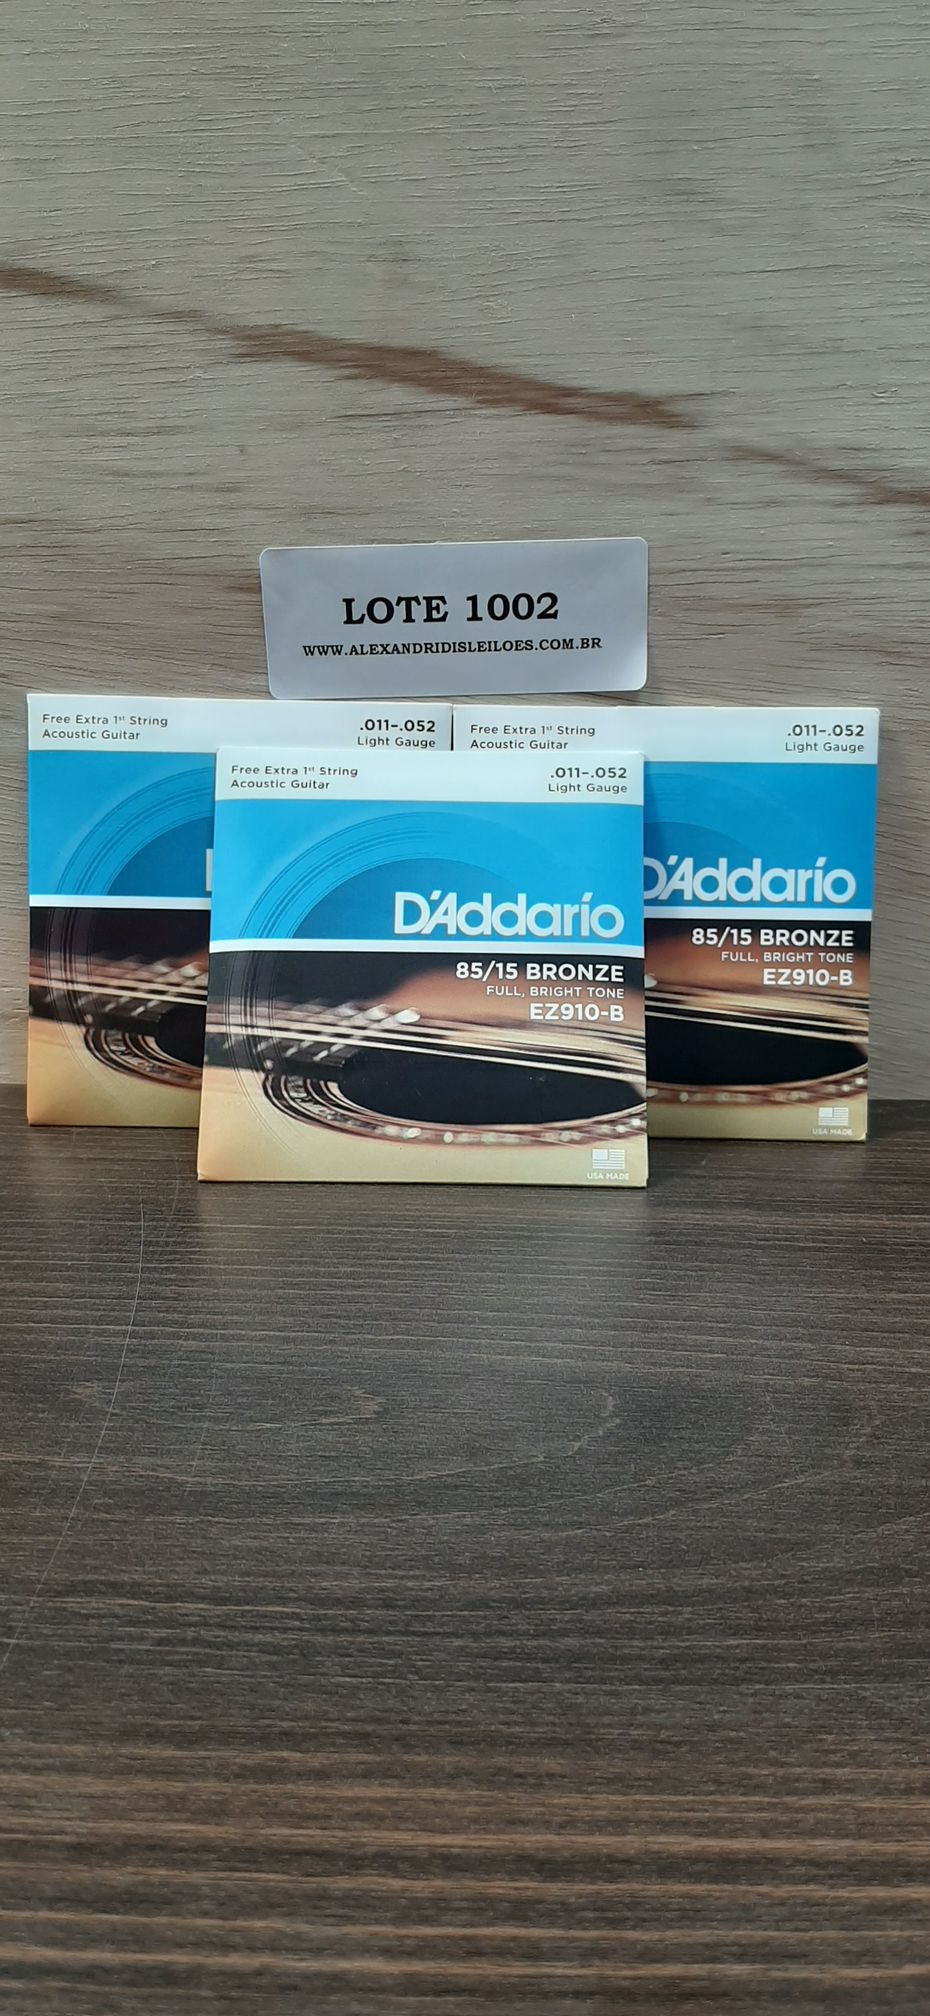 LOTE 1002
WWW.ALEXANDRIDISLEILOES.COM.BR
Free Extra 1st String
Acoustic Guitar
.011–.052
Light Gauge
Free Extra 1st String
Acoustic Guitar
.011–.052
Light Gauge
D'Addarío
85/15 BRONZE
FULL, BRIGHT TONE
EZ910-B
USA MADE
Free Extra 1st String
Acoustic Guitar
.011–.052
Light Gauge
D'Addarío
85/15 BRONZE
FULL, BRIGHT TONE
EZ910-B
USA MADE